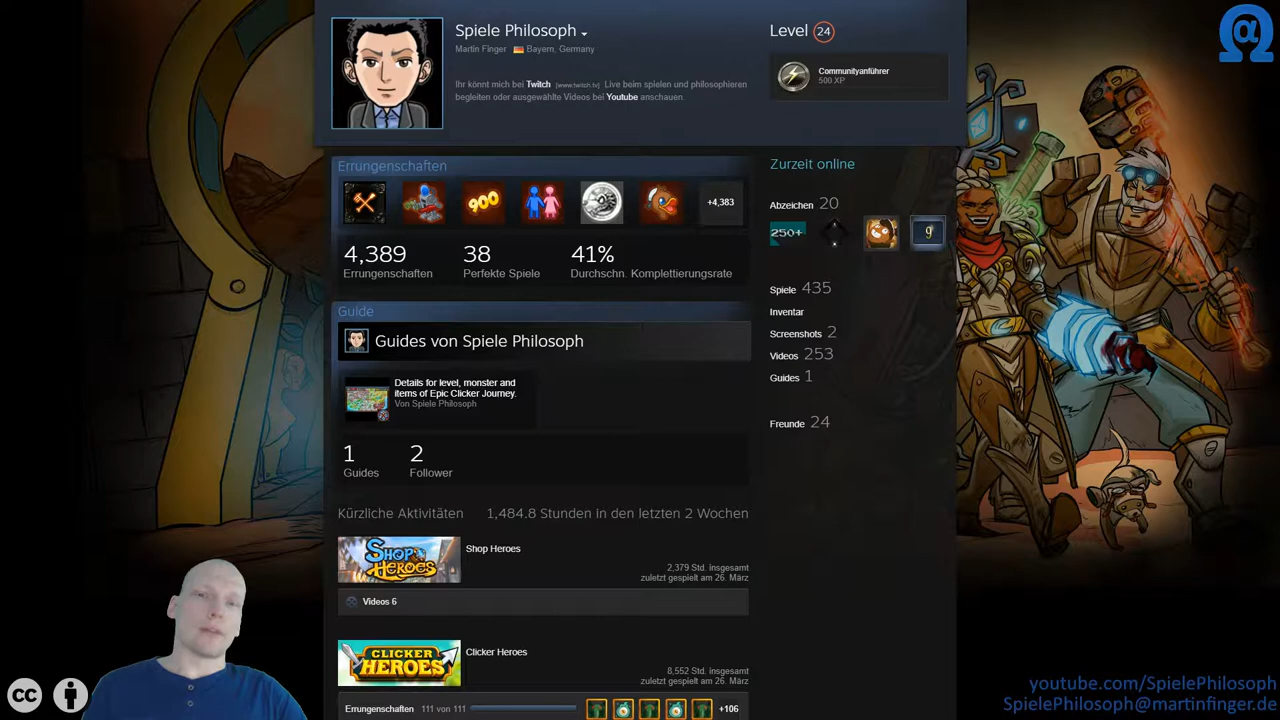 Spiele Philosoph
Martin Finger Bayern, Germany
Ihr könnt mich bei Twitch [www.twitch.tv] Live beim spielen und philosophieren
begleiten oder ausgewählte Videos bei Youtube anschauen.
Level 24
Communityanführer
500 XP
Errungenschaften
900
+4,383
4,389
Errungenschaften
38
Perfekte Spiele
41%
Durchschn. Komplettierungsrate
Guide
Guides von Spiele Philosoph
Details for level, monster and
items of Epic Clicker Journey.
Von Spiele Philosoph
1
Guides
2
Follower
Kürzliche Aktivitäten 1,484.8 Stunden in den letzten 2 Wochen
SHOP HEROES
Shop Heroes
2,379 Std. insgesamt
zuletzt gespielt am 26. März
Videos 6
CLICKER HEROES
Clicker Heroes
8,552 Std. insgesamt
zuletzt gespielt am 26. März
Errungenschaften 111 von 111 +106
Zurzeit online
Abzeichen 20
250+
9
Spiele 435
Inventar
Screenshots 2
Videos 253
Guides 1
Freunde 24
cc
youtube.com/SpielePhilosoph
SpielePhilosoph@martinfinger.de